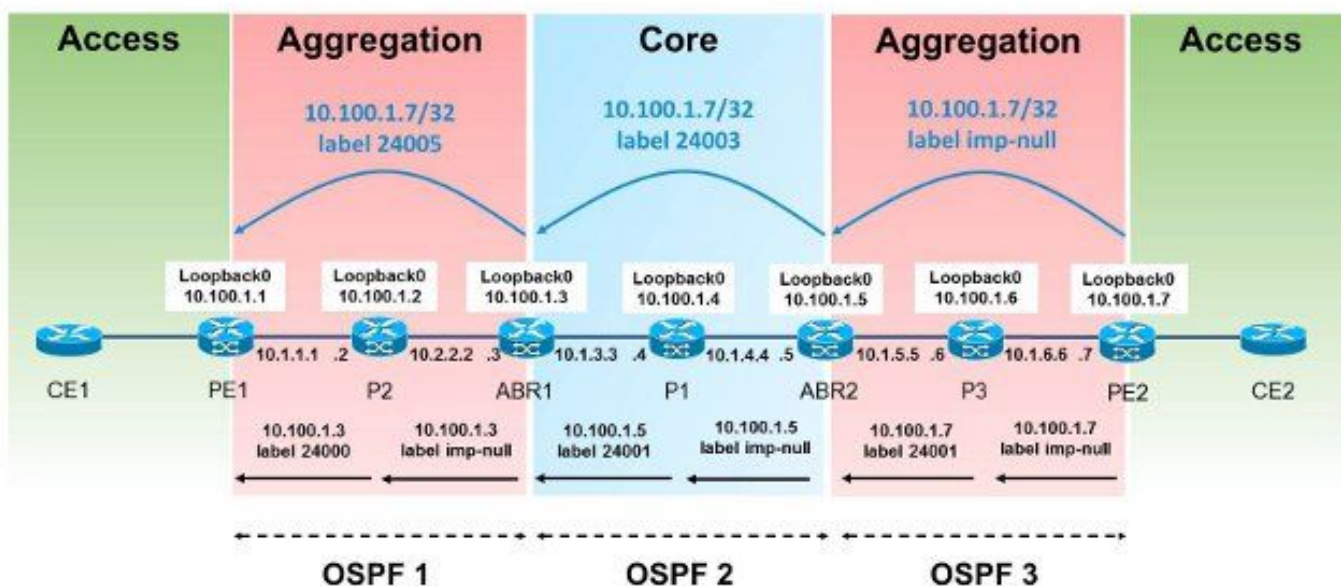 Access
Aggregation
Core
Aggregation
Access
10.100.1.7/32
label 24005
10.100.1.7/32
label 24003
10.100.1.7/32
label imp-null
Loopback0
10.100.1.1
Loopback0
10.100.1.2
Loopback0
10.100.1.3
Loopback0
10.100.1.4
Loopback0
10.100.1.5
Loopback0
10.100.1.6
Loopback0
10.100.1.7
10.1.1.1 .2
10.2.2.2 .3
10.1.3.3 .4
10.1.4.4 .5
10.1.5.5 .6
10.1.6.6 .7
CE1
PE1
P2
ABR1
P1
ABR2
P3
PE2
CE2
10.100.1.3
label 24000
10.100.1.3
label imp-null
10.100.1.5
label 24001
10.100.1.5
label imp-null
10.100.1.7
label 24001
10.100.1.7
label imp-null
OSPF 1
OSPF 2
OSPF 3